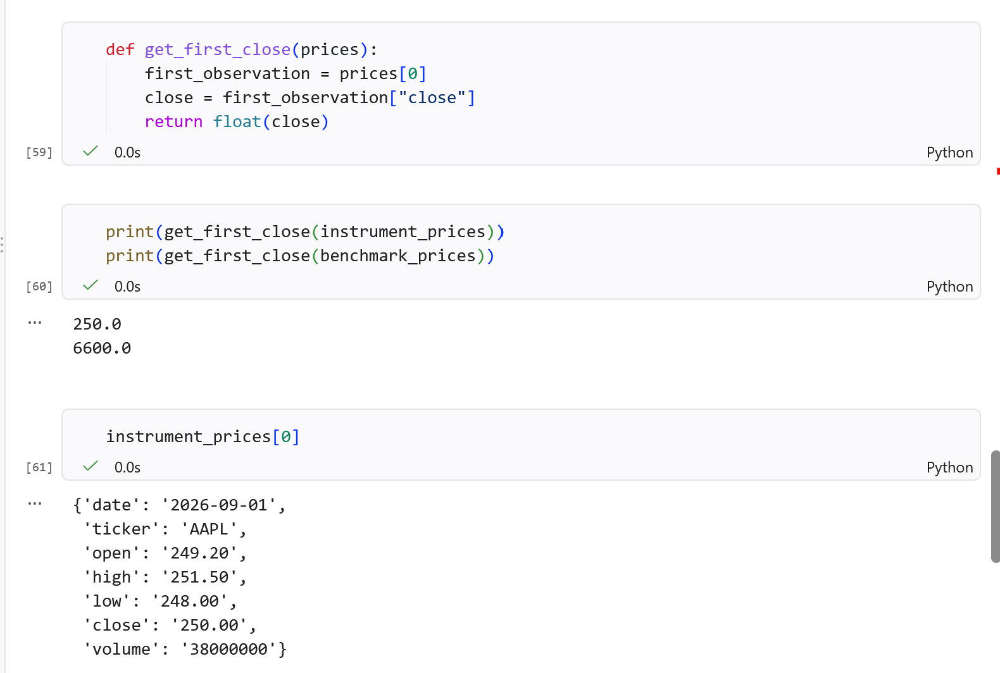 def get_first_close(prices):
    first_observation = prices[0]
    close = first_observation["close"]
    return float(close)
[59] 0.0s Python
print(get_first_close(instrument_prices))
print(get_first_close(benchmark_prices))
[60] 0.0s Python
250.0
6600.0
instrument_prices[0]
[61] 0.0s Python
{'date': '2026-09-01',
 'ticker': 'AAPL',
 'open': '249.20',
 'high': '251.50',
 'low': '248.00',
 'close': '250.00',
 'volume': '38000000'}